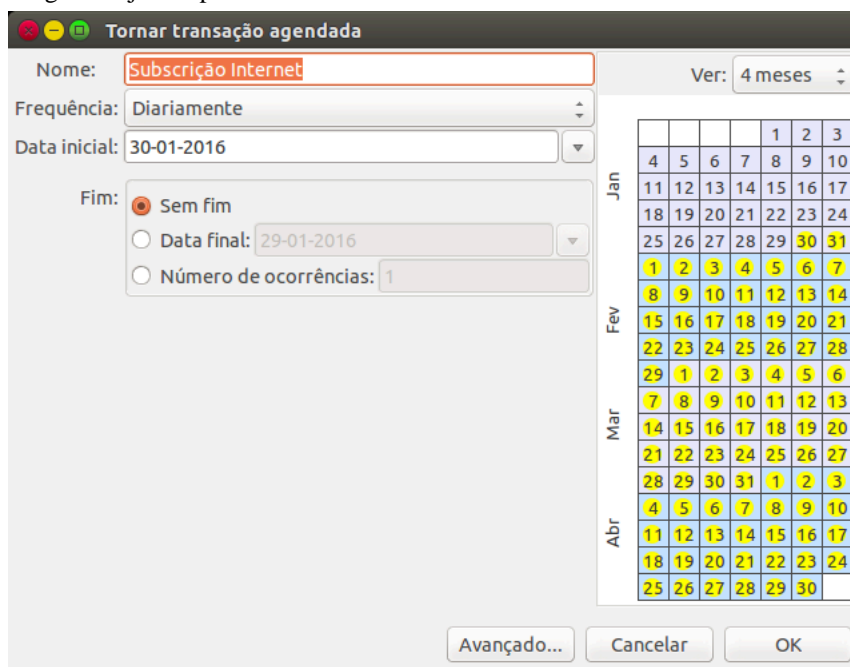 Tornar transação agendada
Nome: Subscrição Internet
Frequência: Diariamente
Data inicial: 30-01-2016
Fim: Sem fim
Data final: 29-01-2016
Número de ocorrências: 1
Ver: 4 meses
Jan
1 2 3
4 5 6 7 8 9 10
11 12 13 14 15 16 17
18 19 20 21 22 23 24
25 26 27 28 29 30 31
Fev
1 2 3 4 5 6 7
8 9 10 11 12 13 14
15 16 17 18 19 20 21
22 23 24 25 26 27 28
29 1 2 3 4 5 6
Mar
7 8 9 10 11 12 13
14 15 16 17 18 19 20
21 22 23 24 25 26 27
28 29 30 31 1 2 3
Abr
4 5 6 7 8 9 10
11 12 13 14 15 16 17
18 19 20 21 22 23 24
25 26 27 28 29 30
Avançado... Cancelar OK